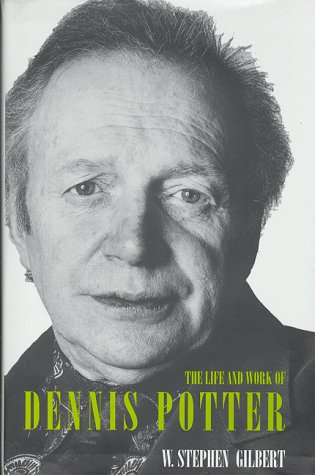 THE LIFE AND WORK OF
DENNIS POTTER
W. STEPHEN GILBERT